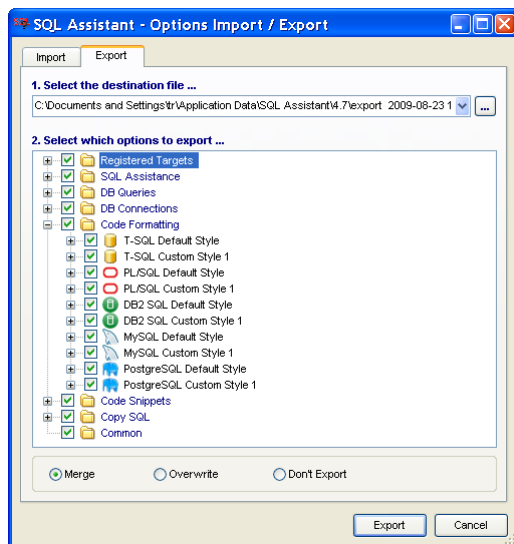 SQL Assistant - Options Import / Export
Import Export
1. Select the destination file ...
C:\Documents and Settings\tr\Application Data\SQL Assistant\4.7\export 2009-08-23 1 ...
2. Select which options to export ...
Registered Targets
SQL Assistance
DB Queries
DB Connections
Code Formatting
T-SQL Default Style
T-SQL Custom Style 1
PL/SQL Default Style
PL/SQL Custom Style 1
DB2 SQL Default Style
DB2 SQL Custom Style 1
MySQL Default Style
MySQL Custom Style 1
PostgreSQL Default Style
PostgreSQL Custom Style 1
Code Snippets
Copy SQL
Common
Merge Overwrite Don't Export
Export Cancel